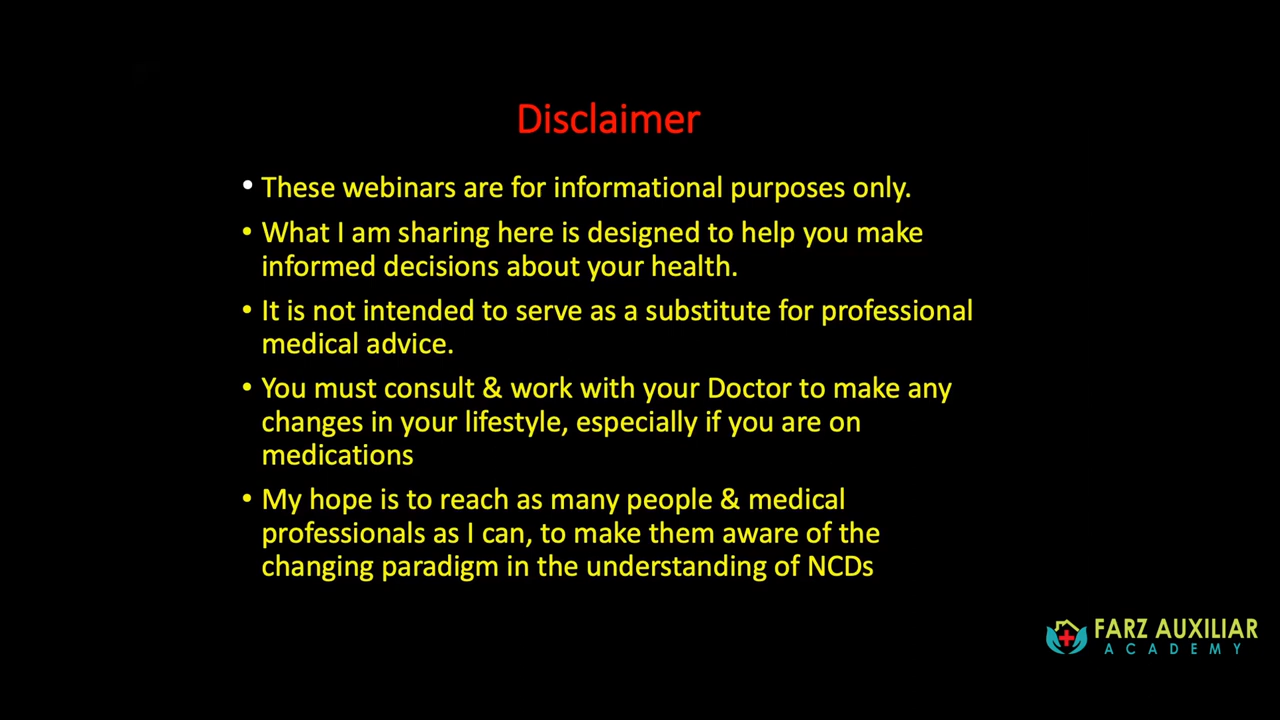 Disclaimer
• These webinars are for informational purposes only.
• What I am sharing here is designed to help you make
informed decisions about your health.
• It is not intended to serve as a substitute for professional
medical advice.
• You must consult & work with your Doctor to make any
changes in your lifestyle, especially if you are on
medications
• My hope is to reach as many people & medical
professionals as I can, to make them aware of the
changing paradigm in the understanding of NCDs
FARZ AUXILIAR
ACADEMY